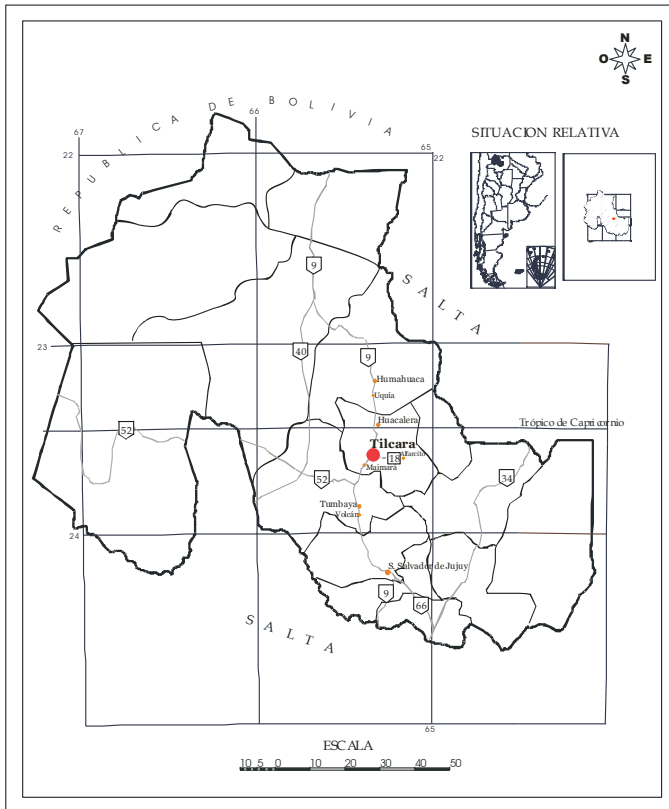 N
O E
S
REPUBLICA DE BOLIVIA
SITUACION RELATIVA
67
66
65
22
22
9
SALTA
23
40
9
Humahuaca
Uquía
Huacalera
Trópico de Capricornio
52
Tilcara
18
Alfarcito
Maimará
52
34
Tumbaya
Volcán
24
S. Salvador de Jujuy
9
66
SALTA
65
ESCALA
10 5 0 10 20 30 40 50